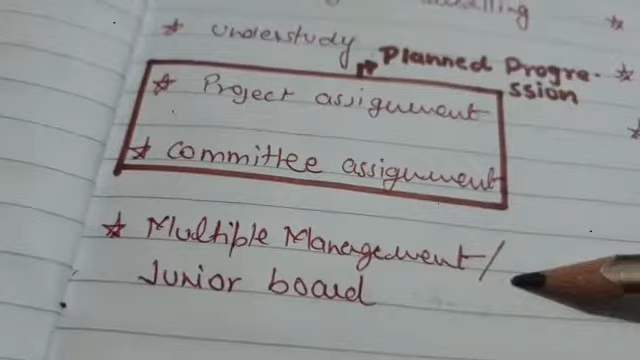 ★ Understudy
Planned Progre-
ssion
★ Project assignment
★ Committee assignment
★ Multiple Management/
Junior board